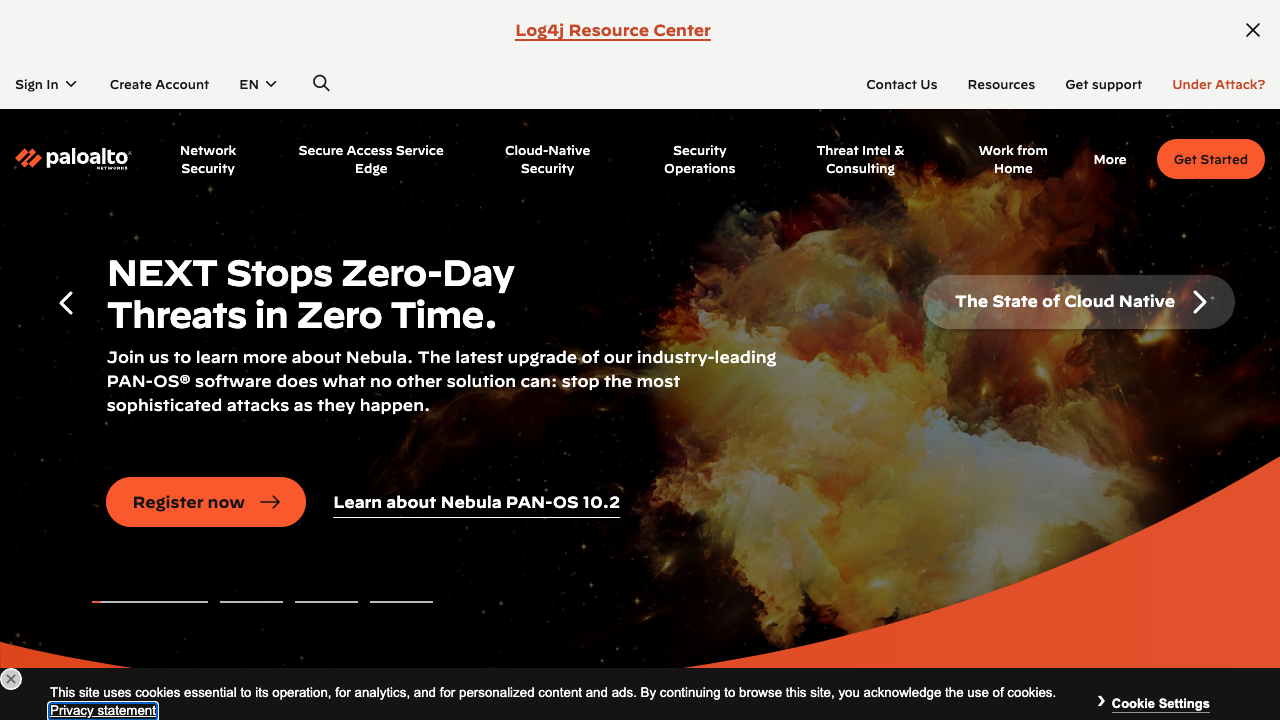 Log4j Resource Center
Sign In
Create Account
EN
Contact Us
Resources
Get support
Under Attack?
paloalto
NETWORKS
Network
Security
Secure Access Service
Edge
Cloud-Native
Security
Security
Operations
Threat Intel &
Consulting
Work from
Home
More
Get Started
NEXT Stops Zero-Day
Threats in Zero Time.
Join us to learn more about Nebula. The latest upgrade of our industry-leading
PAN-OS® software does what no other solution can: stop the most
sophisticated attacks as they happen.
The State of Cloud Native
Register now
Learn about Nebula PAN-OS 10.2
This site uses cookies essential to its operation, for analytics, and for personalized content and ads. By continuing to browse this site, you acknowledge the use of cookies.
Privacy statement
Cookie Settings